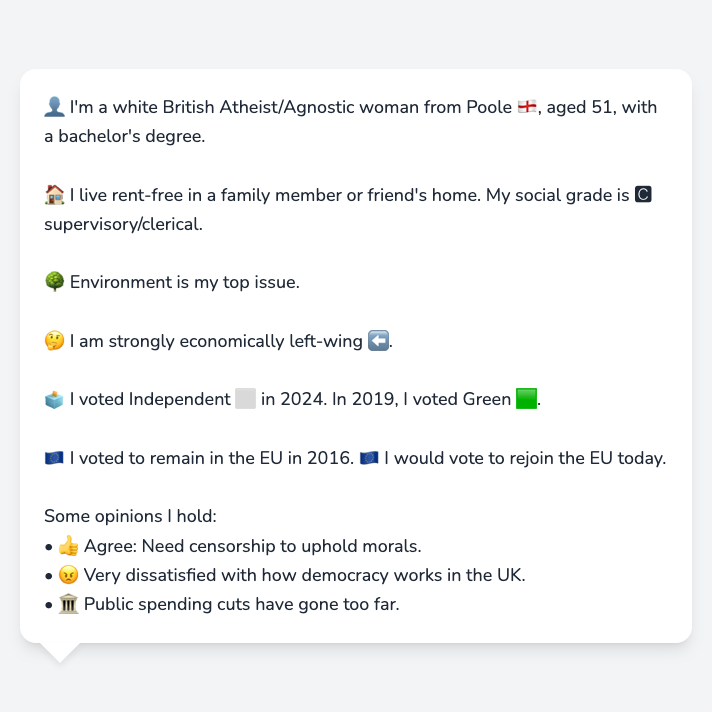 👤 I'm a white British Atheist/Agnostic woman from Poole 🏴󠁧󠁢󠁥󠁮󠁧󠁿, aged 51, with
a bachelor's degree.
🏠 I live rent-free in a family member or friend's home. My social grade is 🅲
supervisory/clerical.
🌳 Environment is my top issue.
🤔 I am strongly economically left-wing ⬅️.
🗳️ I voted Independent ⬜ in 2024. In 2019, I voted Green 🟩.
🇪🇺 I voted to remain in the EU in 2016. 🇪🇺 I would vote to rejoin the EU today.
Some opinions I hold:
• 👍 Agree: Need censorship to uphold morals.
• 😠 Very dissatisfied with how democracy works in the UK.
• 🏛️ Public spending cuts have gone too far.